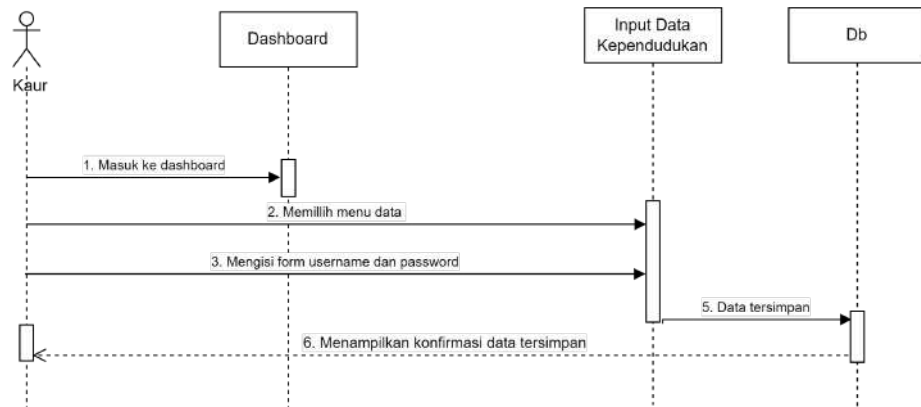 Dashboard
Input Data
Kependudukan
Db
Kaur
1. Masuk ke dashboard
2. Memillih menu data
3. Mengisi form username dan password
5. Data tersimpan
6. Menampilkan konfirmasi data tersimpan